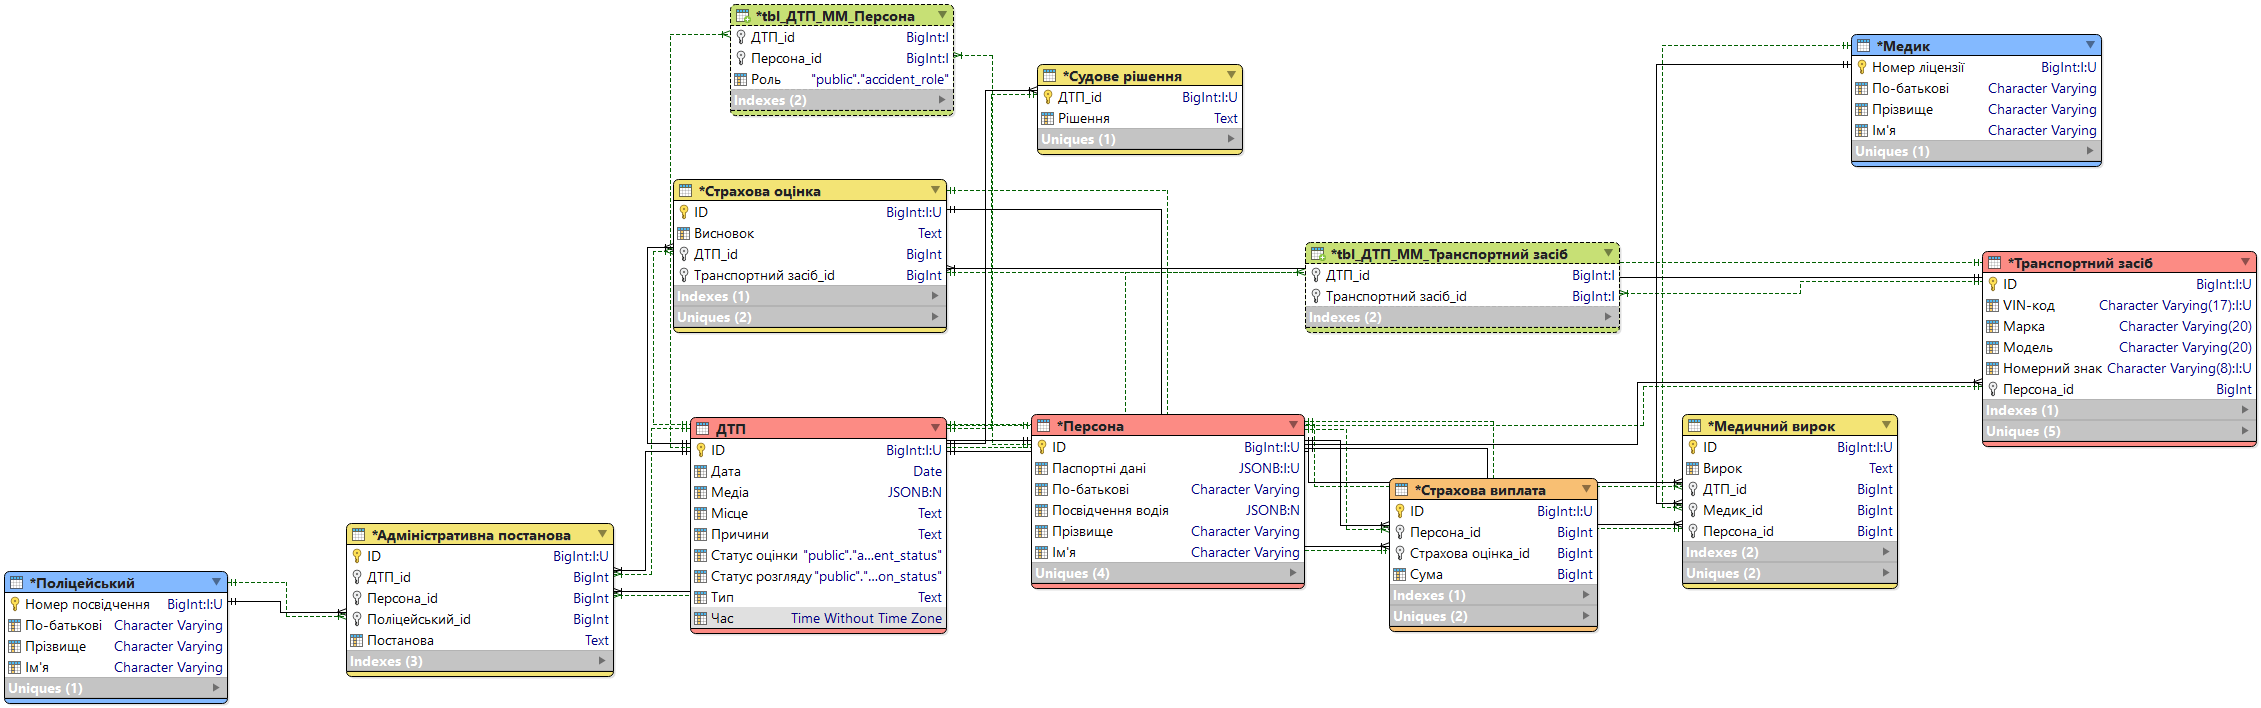 *tbl_ДТП_ММ_Персона
ДТП_id BigInt:I
Персона_id BigInt:I
Роль "public"."accident_role"
Indexes (2)
*Судове рішення
ДТП_id BigInt:I:U
Рішення Text
Uniques (1)
*Медик
Номер ліцензії BigInt:I:U
По-батькові Character Varying
Прізвище Character Varying
Ім'я Character Varying
Uniques (1)
*Страхова оцінка
ID BigInt:I:U
Висновок Text
ДТП_id BigInt
Транспортний засіб_id BigInt
Indexes (1)
Uniques (2)
*tbl_ДТП_ММ_Транспортний засіб
ДТП_id BigInt:I
Транспортний засіб_id BigInt:I
Indexes (2)
*Транспортний засіб
ID BigInt:I:U
VIN-код Character Varying(17):I:U
Марка Character Varying(20)
Модель Character Varying(20)
Номерний знак Character Varying(8):I:U
Персона_id BigInt
Indexes (1)
Uniques (5)
ДТП
ID BigInt:I:U
Дата Date
Медіа JSONB:N
Місце Text
Причини Text
Статус оцінки "public"."a...ent_status"
Статус розгляду "public"."...on_status"
Тип Text
Час Time Without Time Zone
*Персона
ID BigInt:I:U
Паспортні дані JSONB:I:U
По-батькові Character Varying
Посвідчення водія JSONB:N
Прізвище Character Varying
Ім'я Character Varying
Uniques (4)
*Страхова виплата
ID BigInt:I:U
Персона_id BigInt
Страхова оцінка_id BigInt
Сума BigInt
Indexes (1)
Uniques (2)
*Медичний вирок
ID BigInt:I:U
Вирок Text
ДТП_id BigInt
Медик_id BigInt
Персона_id BigInt
Indexes (2)
Uniques (2)
*Адміністративна постанова
ID BigInt:I:U
ДТП_id BigInt
Персона_id BigInt
Поліцейський_id BigInt
Постанова Text
Indexes (3)
*Поліцейський
Номер посвідчення BigInt:I:U
По-батькові Character Varying
Прізвище Character Varying
Ім'я Character Varying
Uniques (1)